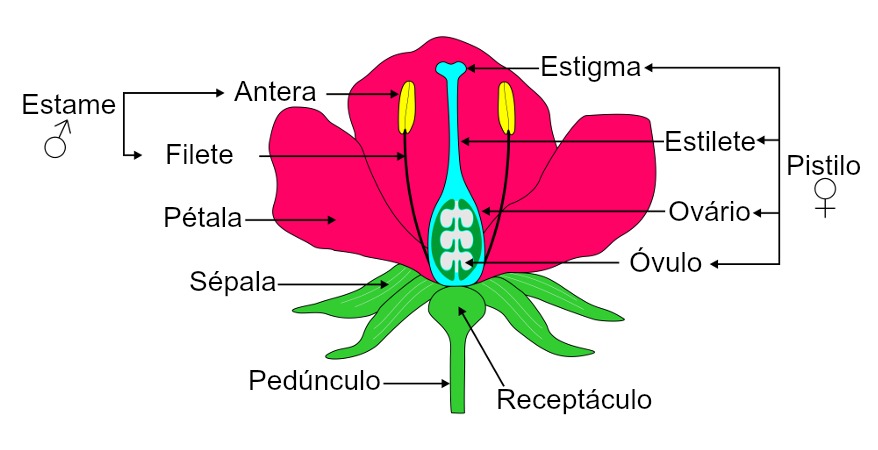 Estigma
Antera
Estame
Estilete
Filete
Pistilo
Pétala
Ovário
Óvulo
Sépala
Pedúnculo
Receptáculo